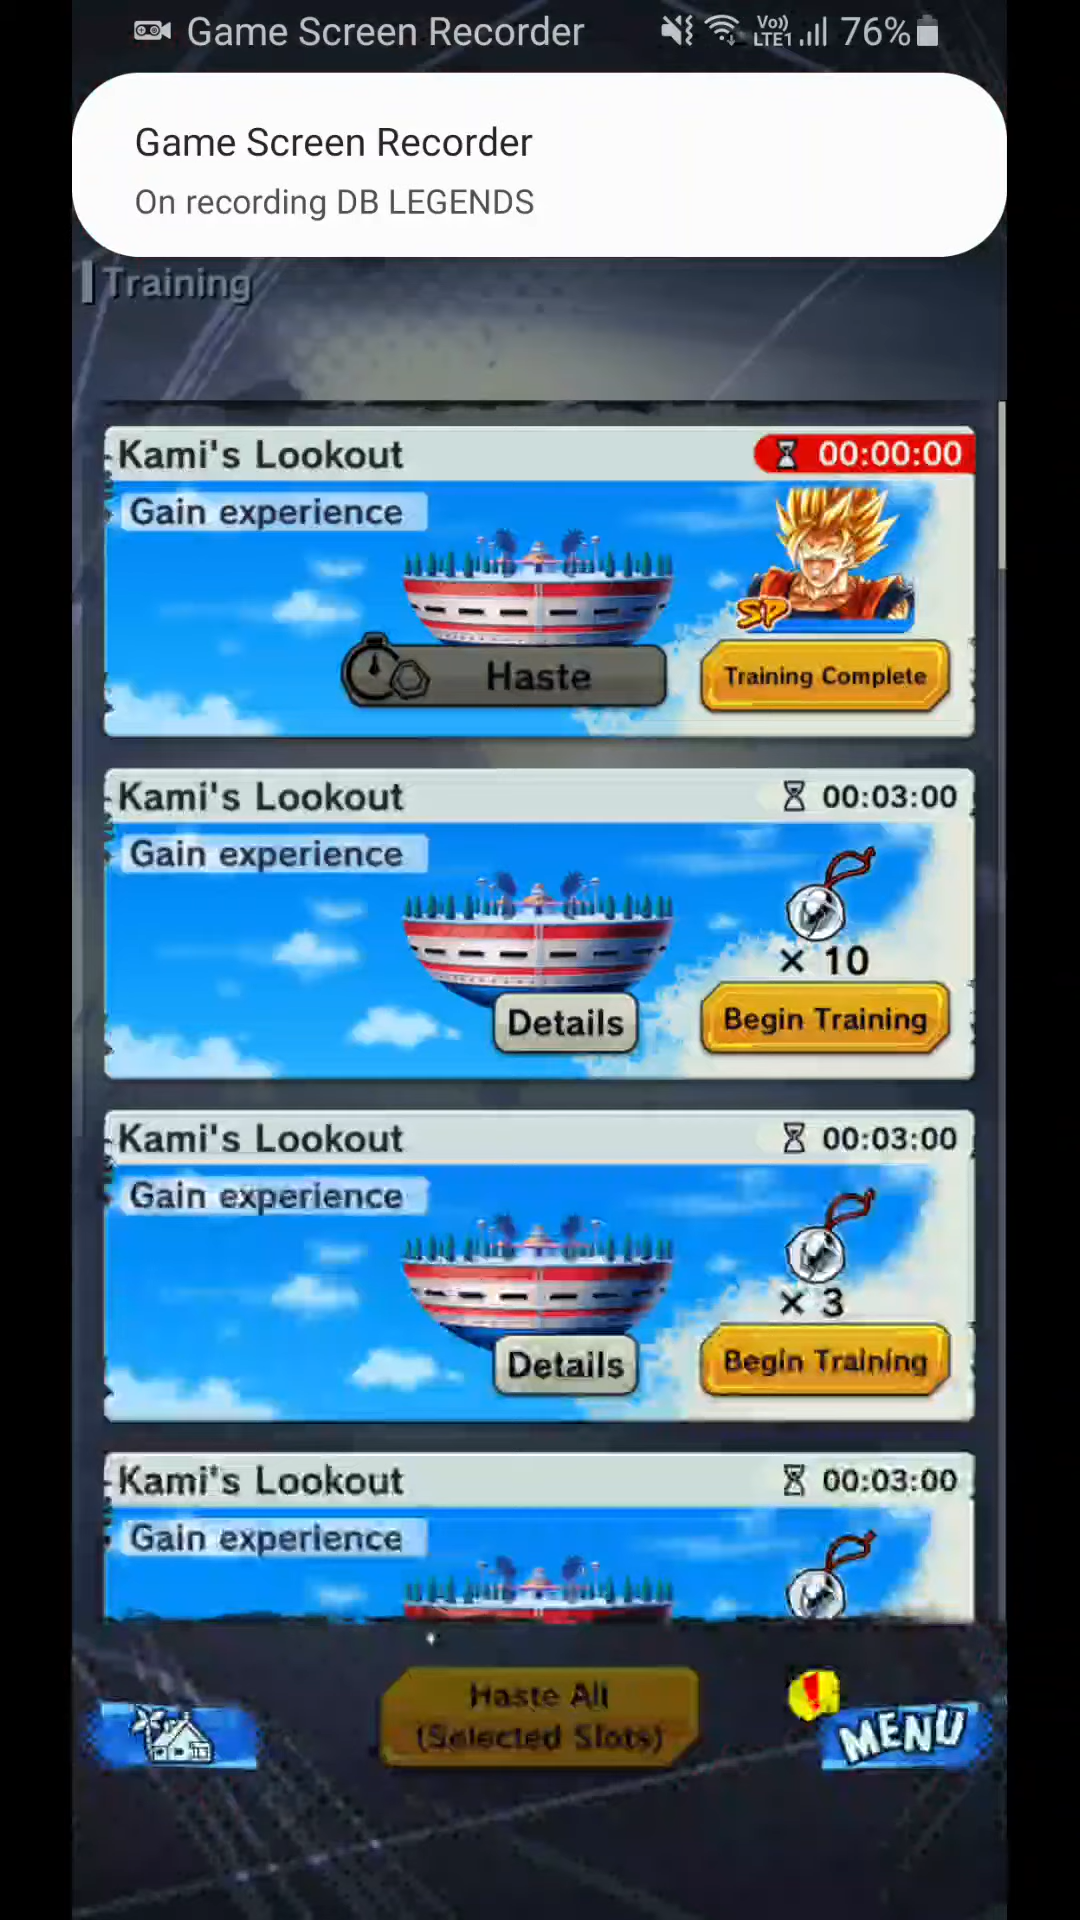 Game Screen Recorder
Vo)) LTE1 76%
Game Screen Recorder
On recording DB LEGENDS
Training
Kami's Lookout 00:00:00
Gain experience
SP
Haste Training Complete
Kami's Lookout 00:03:00
Gain experience
× 10
Details Begin Training
Kami's Lookout 00:03:00
Gain experience
× 3
Details Begin Training
Kami's Lookout 00:03:00
Gain experience
Haste All
(Selected Slots)
!
MENU